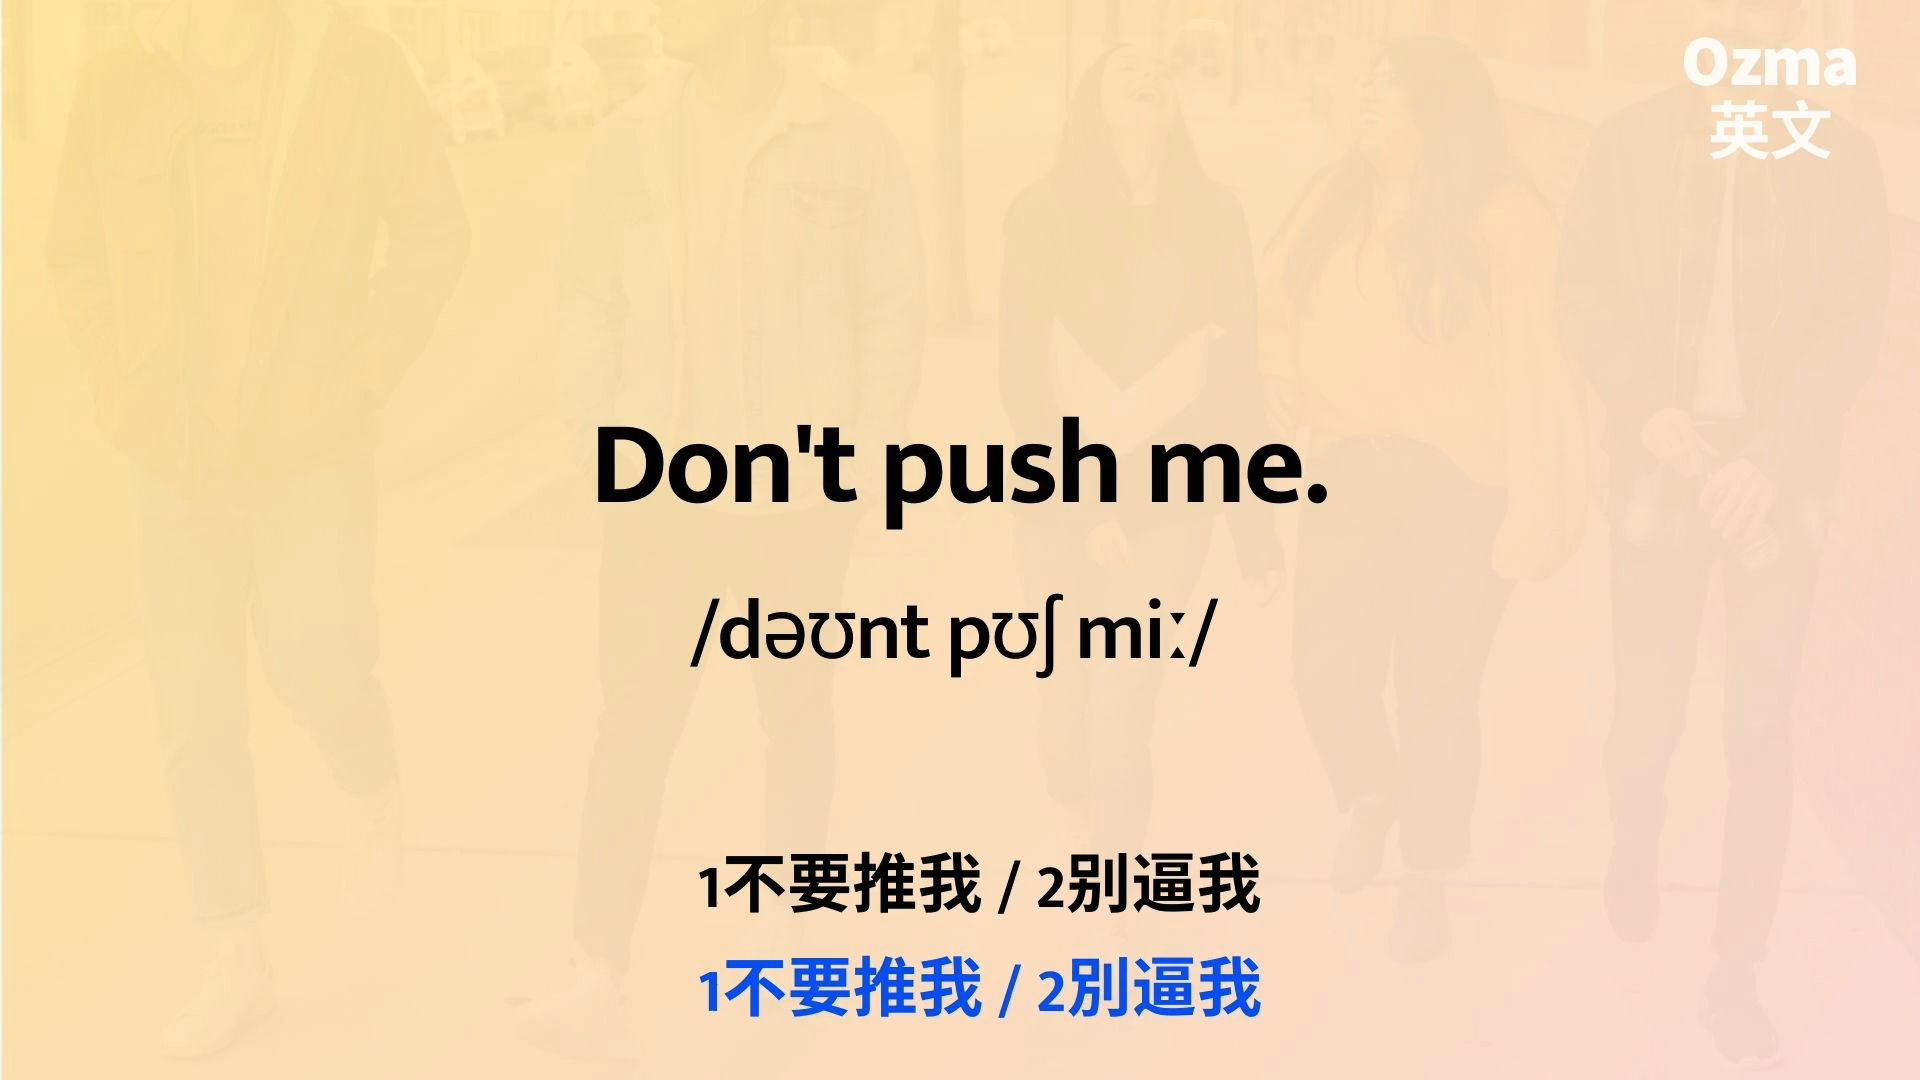 Ozma
英文
Don't push me.
/dəʊnt pʊʃ miː/
1不要推我 / 2别逼我
1不要推我 / 2別逼我